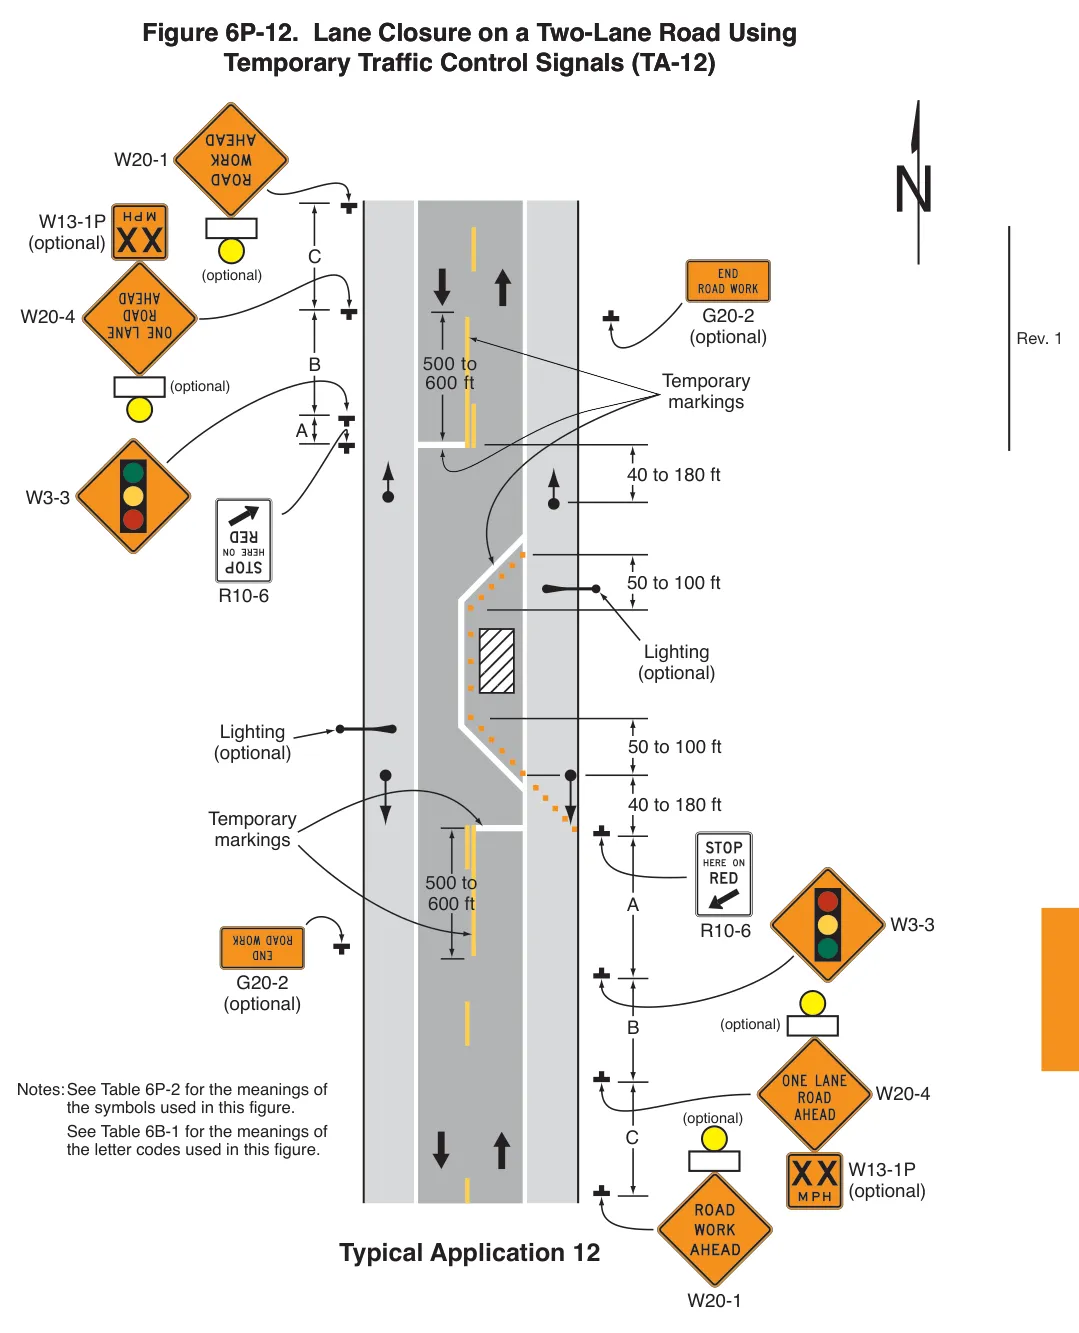 Figure 6P-12. Lane Closure on a Two-Lane Road Using
Temporary Traffic Control Signals (TA-12)
W20-1
ROAD
WORK
AHEAD
(optional)
W13-1P
(optional)
XX
MPH
W20-4
ONE LANE
ROAD
AHEAD
(optional)
W3-3
STOP
HERE ON
RED
R10-6
C
B
A
500 to
600 ft
N
END
ROAD WORK
G20-2
(optional)
Rev. 1
Temporary
markings
40 to 180 ft
50 to 100 ft
Lighting
(optional)
Lighting
(optional)
50 to 100 ft
40 to 180 ft
Temporary
markings
500 to
600 ft
END
ROAD WORK
G20-2
(optional)
A
B
C
STOP
HERE ON
RED
R10-6
W3-3
(optional)
ONE LANE
ROAD
AHEAD
W20-4
XX
MPH
W13-1P
(optional)
(optional)
ROAD
WORK
AHEAD
W20-1
Notes: See Table 6P-2 for the meanings of
the symbols used in this figure.
See Table 6B-1 for the meanings of
the letter codes used in this figure.
Typical Application 12